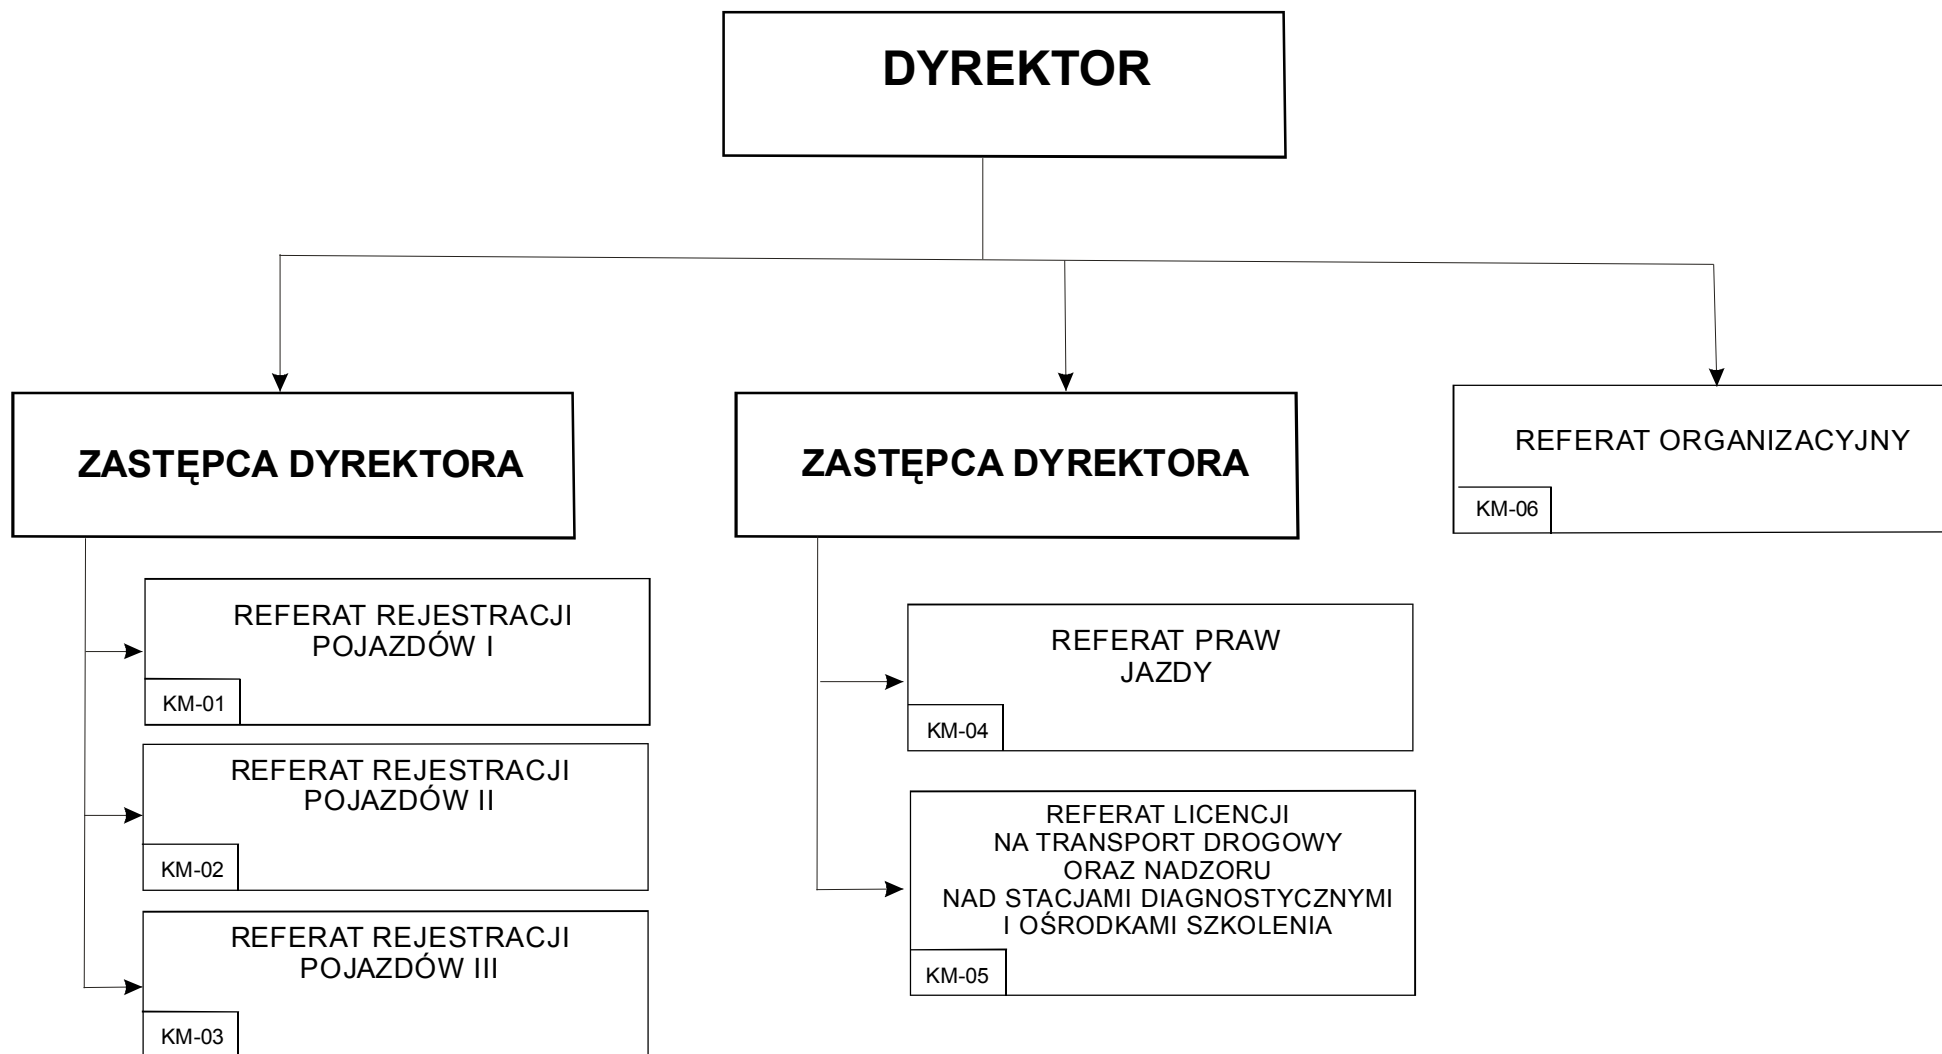 DYREKTOR
ZASTĘPCA DYREKTORA
ZASTĘPCA DYREKTORA
REFERAT ORGANIZACYJNY
KM-06
REFERAT REJESTRACJI
POJAZDÓW I
KM-01
REFERAT REJESTRACJI
POJAZDÓW II
KM-02
REFERAT REJESTRACJI
POJAZDÓW III
KM-03
REFERAT PRAW
JAZDY
KM-04
REFERAT LICENCJI
NA TRANSPORT DROGOWY
ORAZ NADZORU
NAD STACJAMI DIAGNOSTYCZNYMI
I OŚRODKAMI SZKOLENIA
KM-05